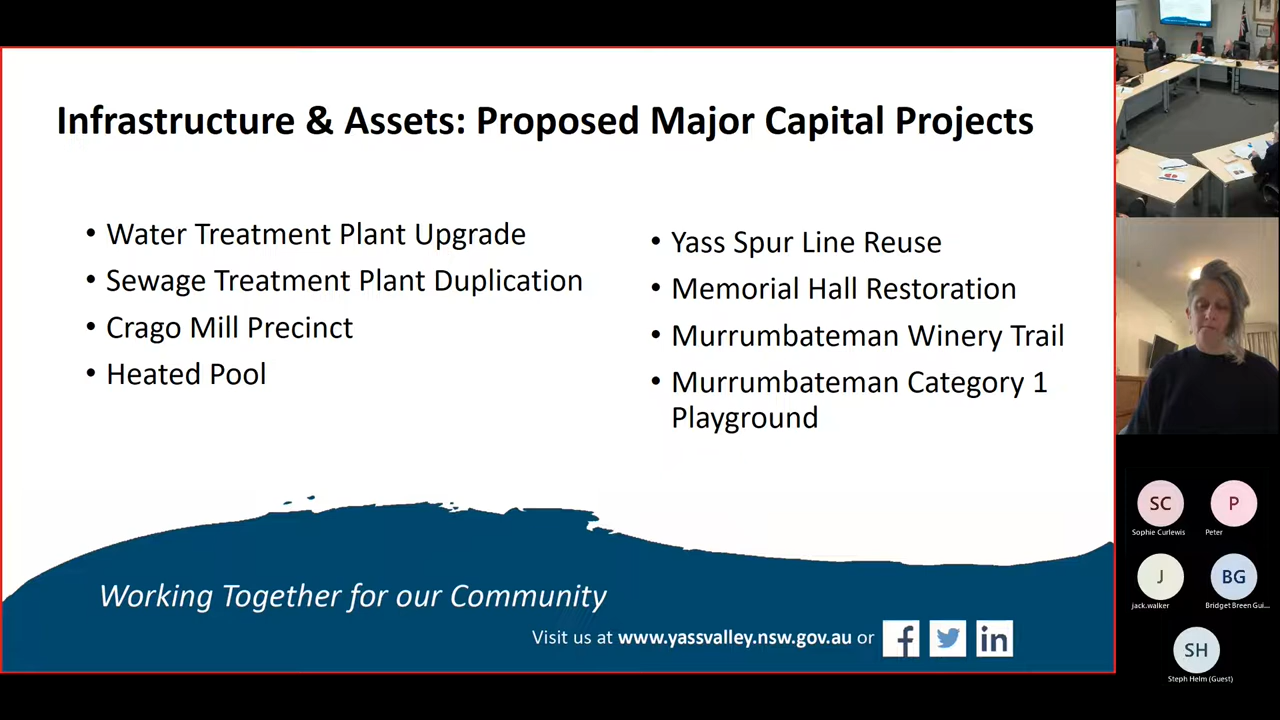 Infrastructure & Assets: Proposed Major Capital Projects
• Water Treatment Plant Upgrade
• Sewage Treatment Plant Duplication
• Crago Mill Precinct
• Heated Pool
• Yass Spur Line Reuse
• Memorial Hall Restoration
• Murrumbateman Winery Trail
• Murrumbateman Category 1
Playground
Working Together for our Community
Visit us at www.yassvalley.nsw.gov.au or
SC
Sophie Curlewis
P
Peter
J
jack.walker
BG
Bridget Breen Gui...
SH
Steph Helm (Guest)